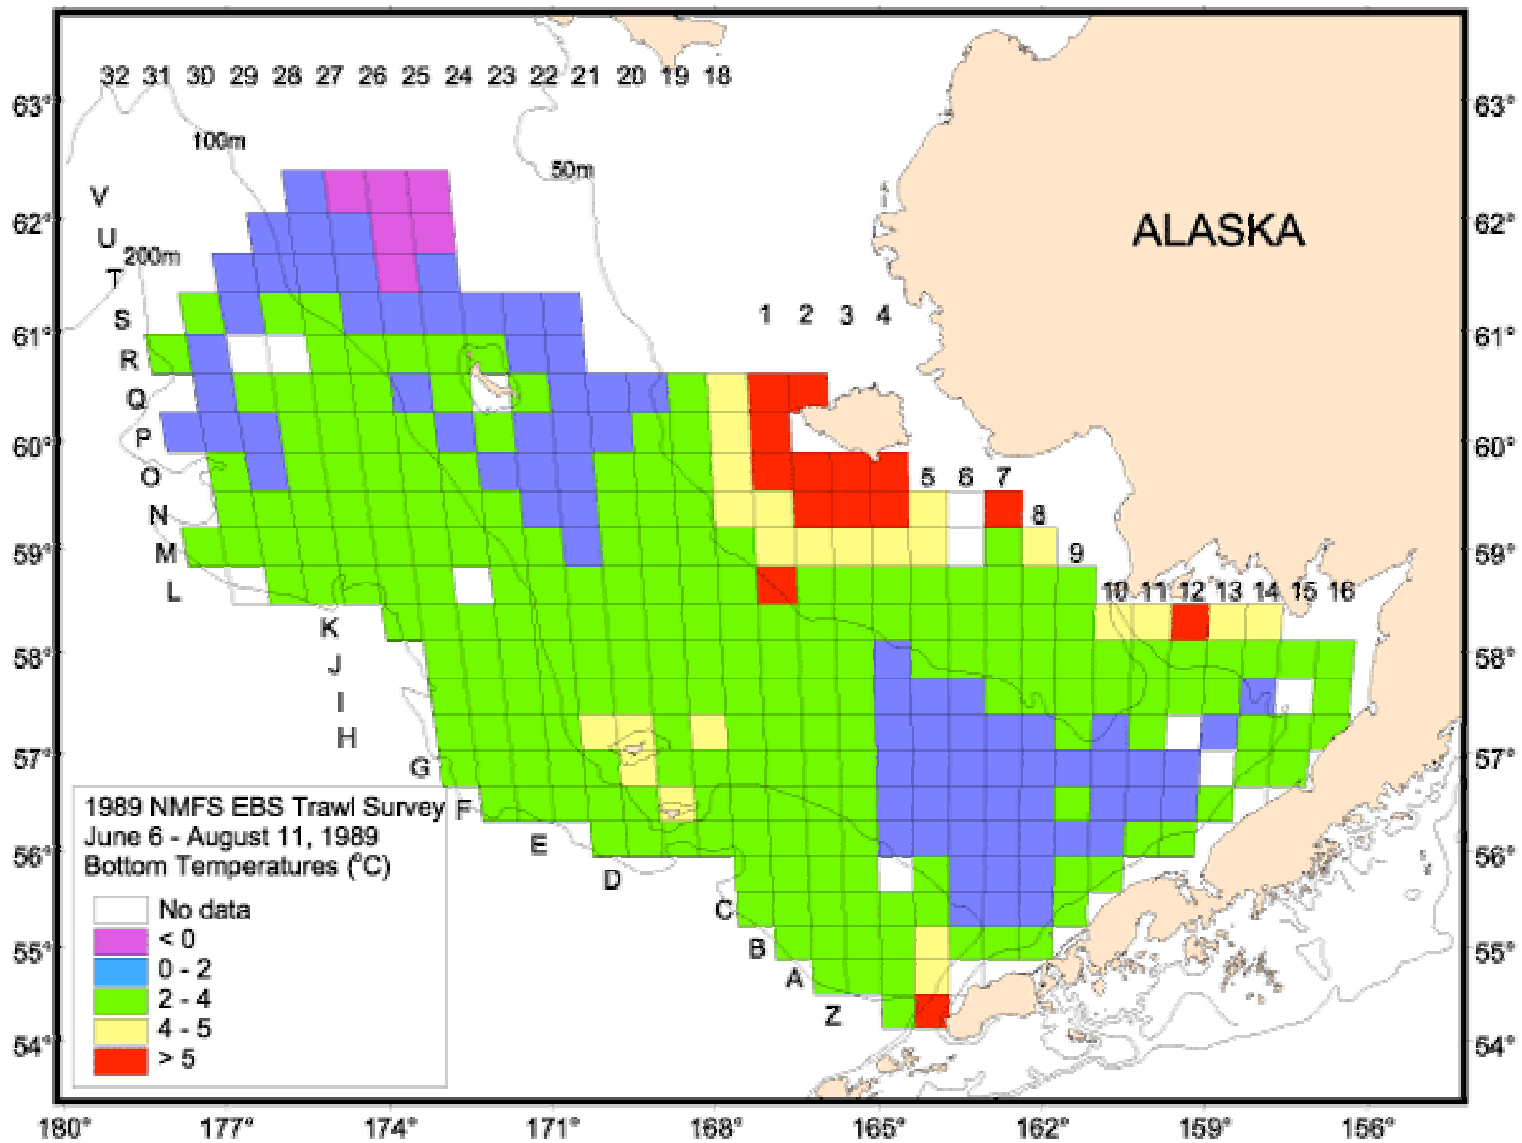 32 31 30 29 28 27 26 25 24 23 22 21 20 19 18
63° 63°
100m
50m
V
62° 62°
ALASKA
U
200m
T
1 2 3 4
S
61° 61°
R
Q
P
60° 60°
O
5 6 7
N
8
M
59° 59°
9
L
10 11 12 13 14 15 16
K
58° 58°
J
I
H
57° 57°
G
1989 NMFS EBS Trawl Survey
F
June 6 - August 11, 1989
E
56° 56°
Bottom Temperatures (°C)
D
No data
C
< 0
B
55° 55°
0 - 2
A
2 - 4
Z
4 - 5
54° 54°
> 5
180° 177° 174° 171° 168° 165° 162° 159° 156°